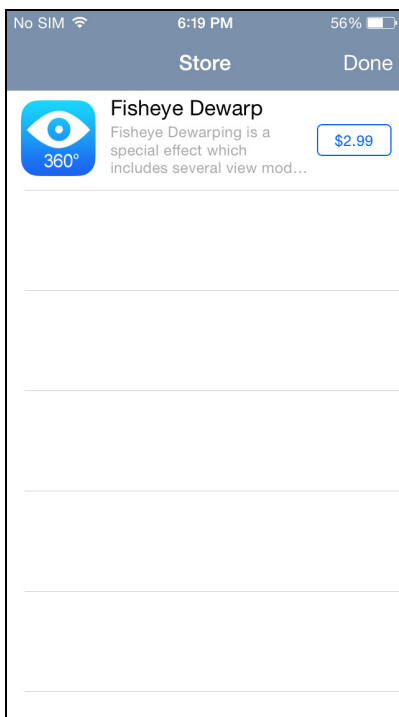 No SIM 6:19 PM 56%
Store Done
Fisheye Dewarp
Fisheye Dewarping is a
special effect which
includes several view mod…
$2.99
360°